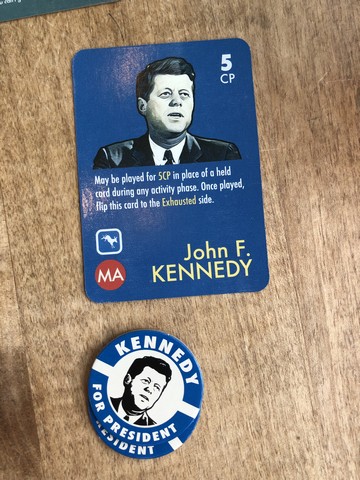 5
CP
May be played for 5CP in place of a held
card during any activity phase. Once played,
flip this card to the Exhausted side.
MA
John F.
KENNEDY
KENNEDY
FOR PRESIDENT
PRESIDENT